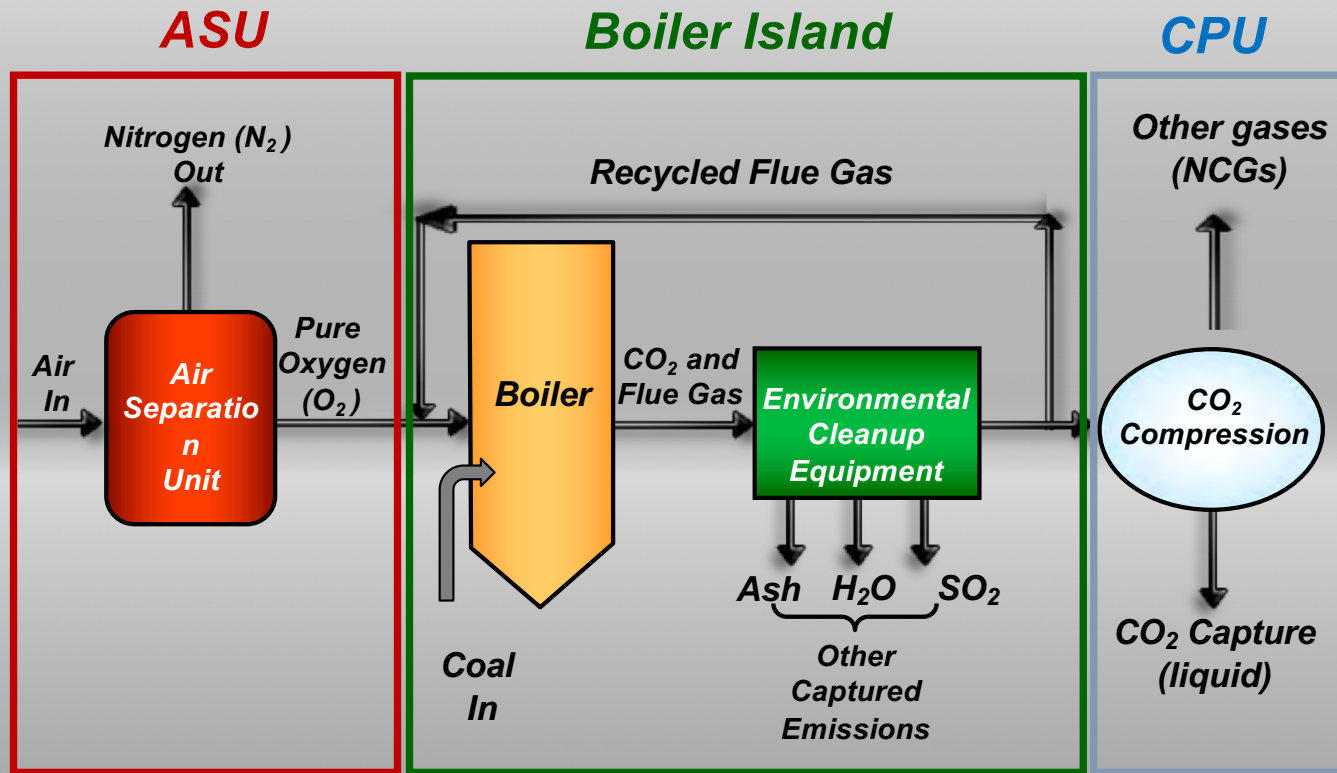 ASU
Boiler Island
CPU
Nitrogen (N₂)
Out
Air
In
Air
Separatio
n
Unit
Pure
Oxygen
(O₂)
Recycled Flue Gas
Boiler
Coal
In
CO₂ and
Flue Gas
Environmental
Cleanup
Equipment
Ash H₂O SO₂
Other
Captured
Emissions
Other gases
(NCGs)
CO₂
Compression
CO₂ Capture
(liquid)